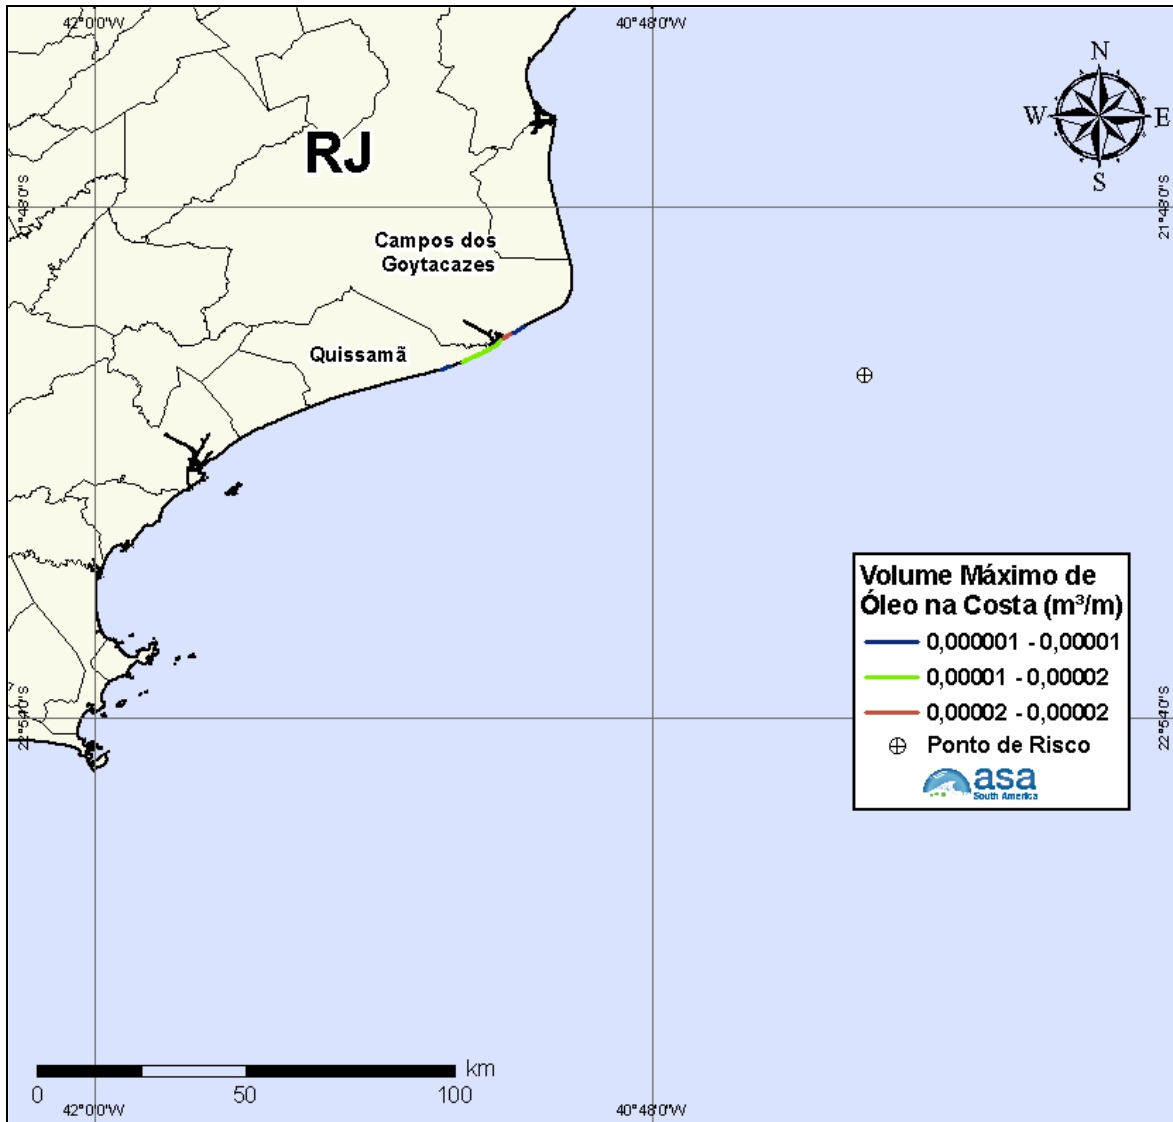 42°0'0"W
40°48'0"W
N
W
E
S
RJ
21°48'0"S
21°48'0"S
Campos dos
Goytacazes
Quissamã
Volume Máximo de
Óleo na Costa (m³/m)
0,000001 - 0,00001
0,00001 - 0,00002
0,00002 - 0,00002
Ponto de Risco
asa
South America
22°54'0"S
22°54'0"S
km
0
50
100
42°0'0"W
40°48'0"W